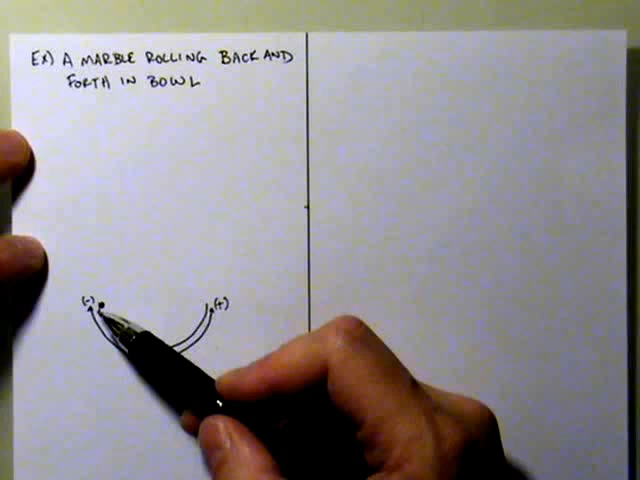 EX) A MARBLE ROLLING BACK AND
FORTH IN BOWL
(-) (+)